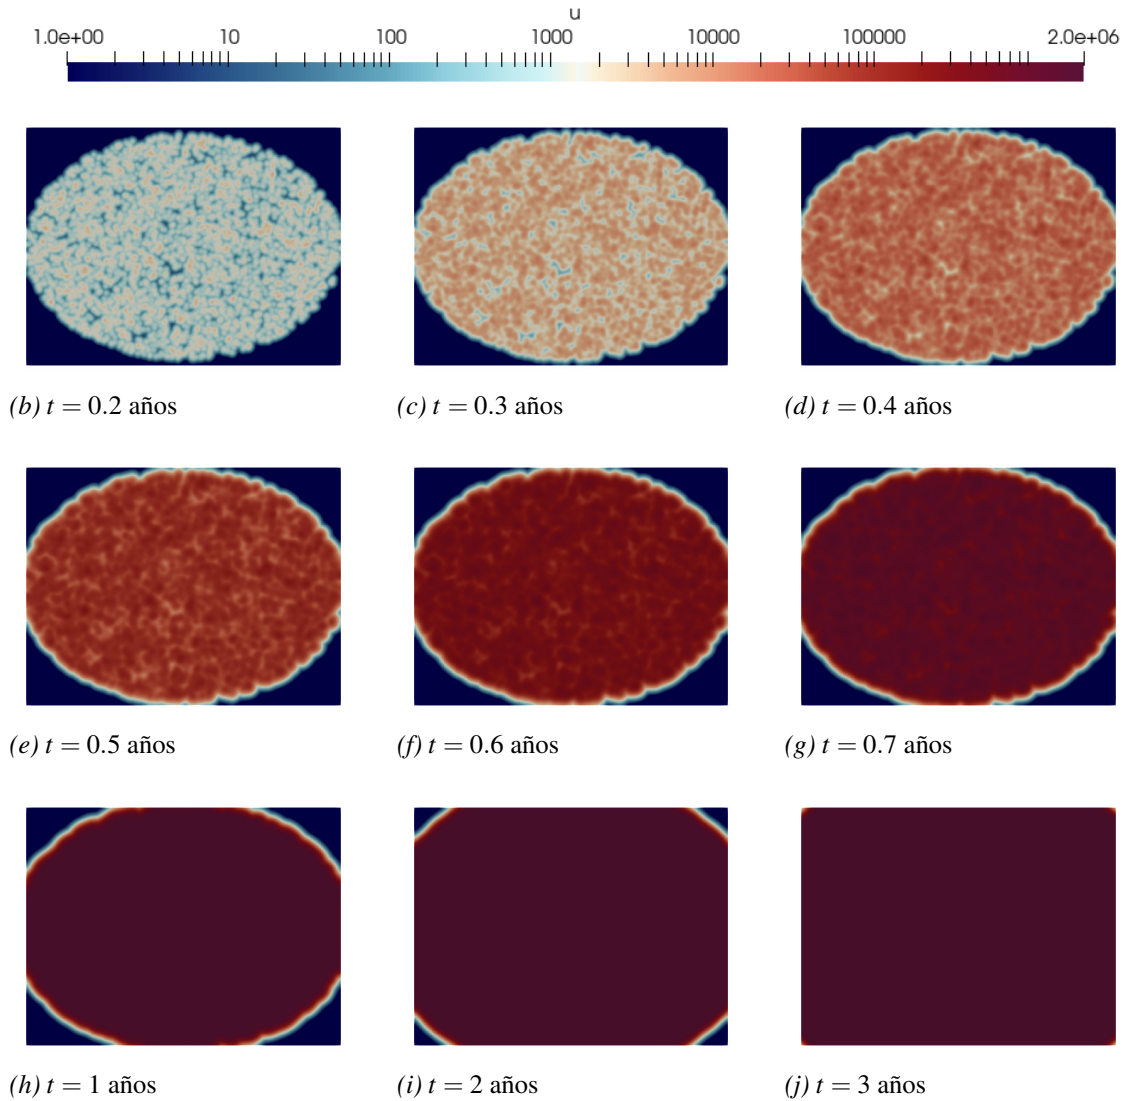 u
1.0e+00 10 100 1000 10000 100000 2.0e+06
(b) t = 0.2 años (c) t = 0.3 años (d) t = 0.4 años
(e) t = 0.5 años (f) t = 0.6 años (g) t = 0.7 años
(h) t = 1 años (i) t = 2 años (j) t = 3 años